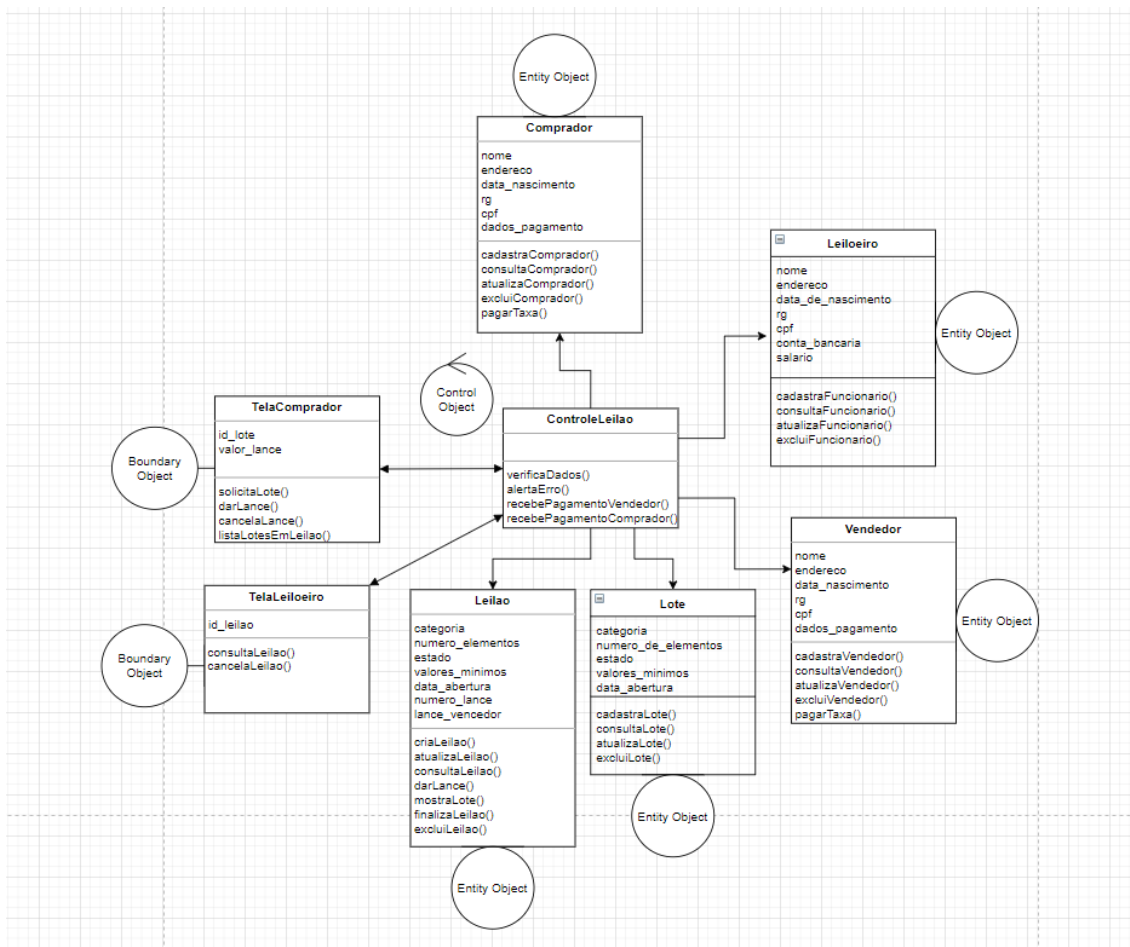 Entity Object
Comprador
nome
endereco
data_nascimento
rg
cpf
dados_pagamento
cadastraComprador()
consultaComprador()
atualizaComprador()
excluiComprador()
pagarTaxa()
Leiloeiro
nome
endereco
data_de_nascimento
rg
cpf
conta_bancaria
salario
cadastraFuncionario()
consultaFuncionario()
atualizaFuncionario()
excluiFuncionario()
Entity Object
Control
Object
TelaComprador
id_lote
valor_lance
solicitaLote()
darLance()
cancelaLance()
listaLotesEmLeilao()
Boundary
Object
ControleLeilao
verificaDados()
alertaErro()
recebePagamentoVendedor()
recebePagamentoComprador()
Vendedor
nome
endereco
data_nascimento
rg
cpf
dados_pagamento
cadastraVendedor()
consultaVendedor()
atualizaVendedor()
excluiVendedor()
pagarTaxa()
Entity Object
TelaLeiloeiro
id_leilao
consultaLeilao()
cancelaLeilao()
Boundary
Object
Leilao
categoria
numero_elementos
estado
valores_minimos
data_abertura
numero_lance
lance_vencedor
criaLeilao()
atualizaLeilao()
consultaLeilao()
darLance()
mostraLote()
finalizaLeilao()
excluiLeilao()
Entity Object
Lote
categoria
numero_de_elementos
estado
valores_minimos
data_abertura
cadastraLote()
consultaLote()
atualizaLote()
excluiLote()
Entity Object